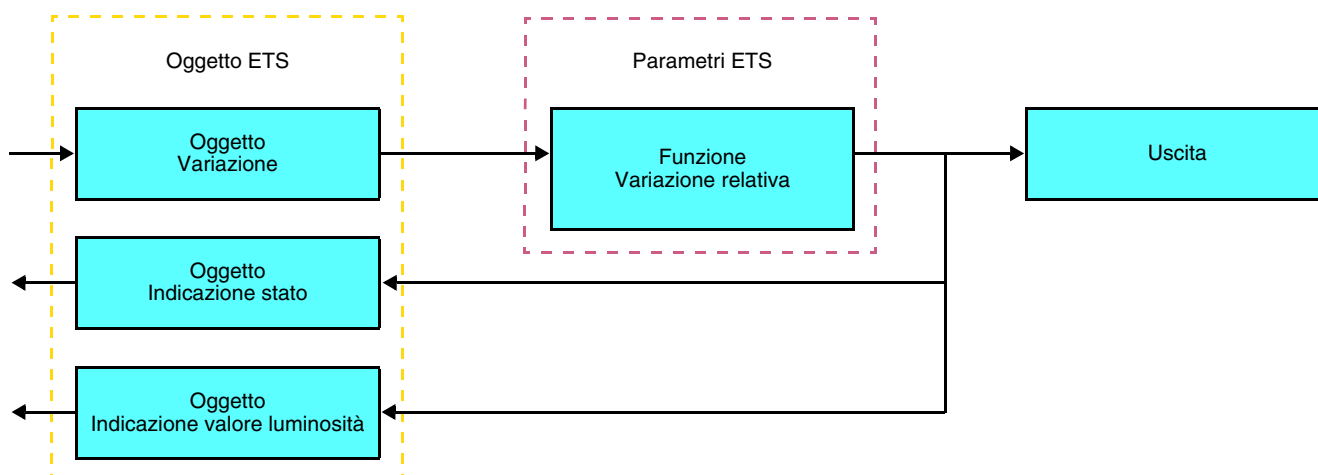 Oggetto ETS
Parametri ETS
Oggetto
Variazione
Funzione
Variazione relativa
Uscita
Oggetto
Indicazione stato
Oggetto
Indicazione valore luminosità